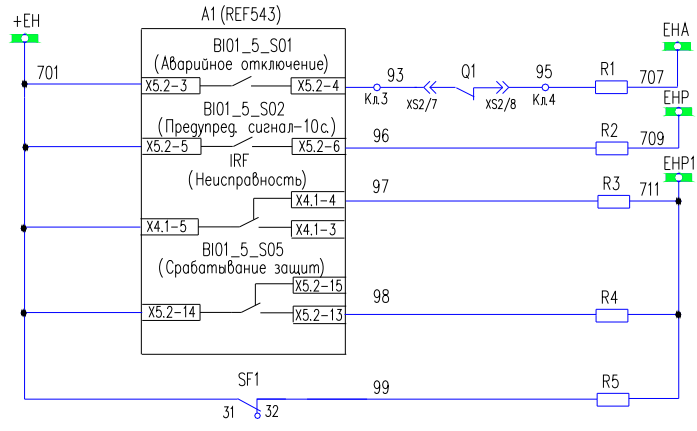 +EH
A1 (REF543)
EHA
701
BI01_5_S01
(Аварийное отключение)
X5.2-3
X5.2-4
93
Кл.3
XS2/7
Q1
XS2/8
95
Кл.4
R1
707
EHP
BI01_5_S02
(Предупред. сигнал-10с.)
X5.2-5
X5.2-6
96
R2
709
EHP1
IRF
(Неисправность)
X4.1-4
97
R3
711
X4.1-5
X4.1-3
BI01_5_S05
(Срабатывание защит)
X5.2-15
X5.2-14
X5.2-13
98
R4
SF1
31
32
99
R5